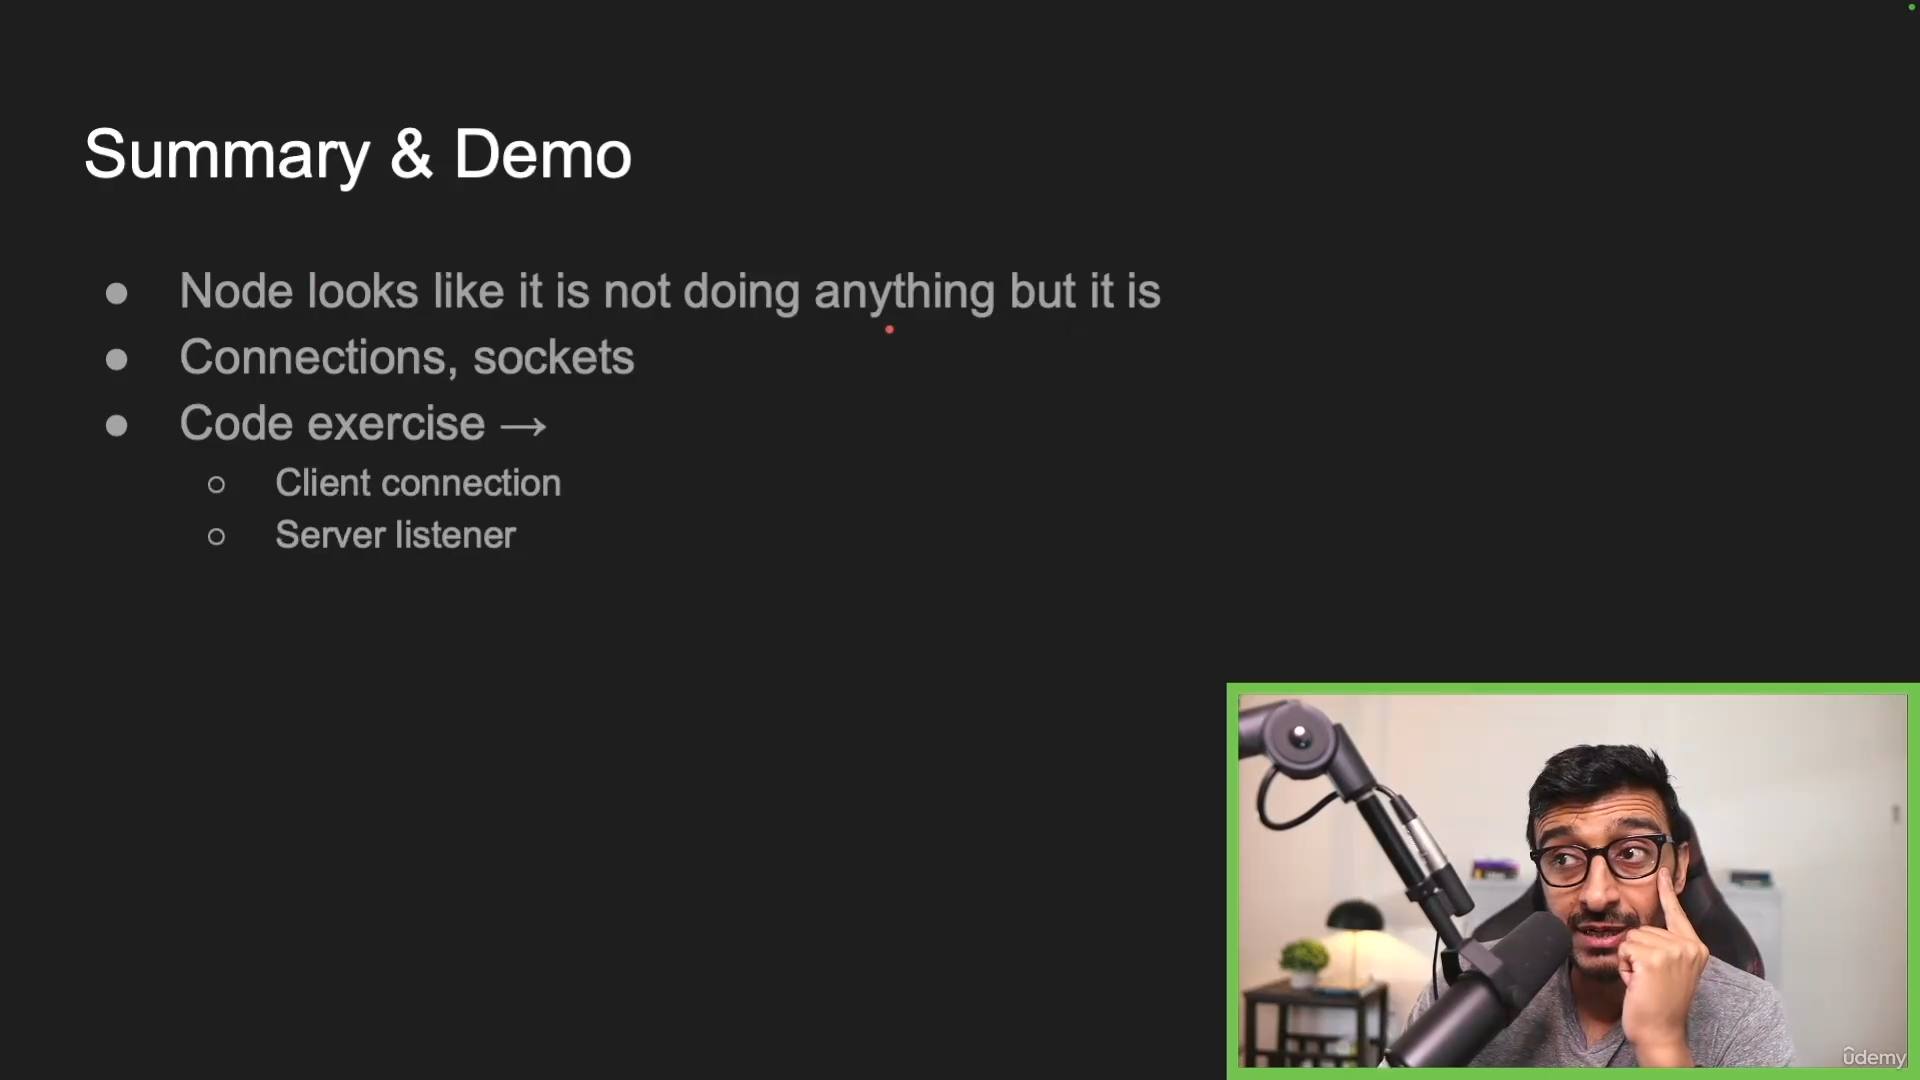 Summary & Demo
● Node looks like it is not doing anything but it is
● Connections, sockets
● Code exercise →
○ Client connection
○ Server listener
ûdemy